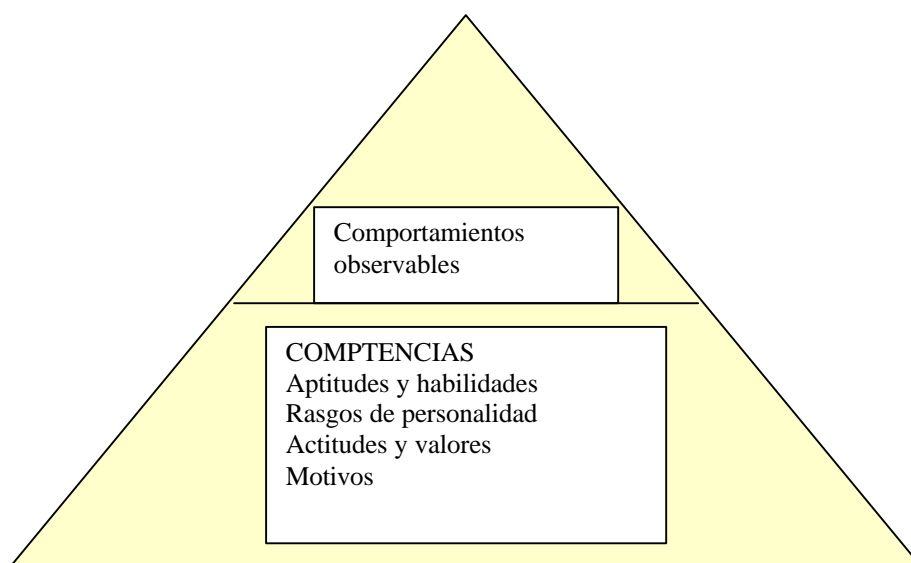 Comportamientos
observables
COMPTENCIAS
Aptitudes y habilidades
Rasgos de personalidad
Actitudes y valores
Motivos